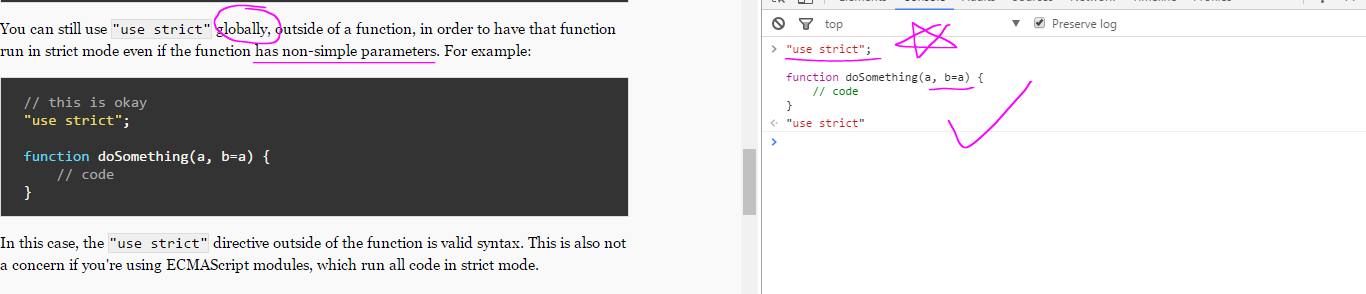 You can still use "use strict" globally, outside of a function, in order to have that function
run in strict mode even if the function has non-simple parameters. For example:
// this is okay
"use strict";
function doSomething(a, b=a) {
// code
}
In this case, the "use strict" directive outside of the function is valid syntax. This is also not
a concern if you're using ECMAScript modules, which run all code in strict mode.
top
Preserve log
> "use strict";
function doSomething(a, b=a) {
// code
}
< "use strict"
>